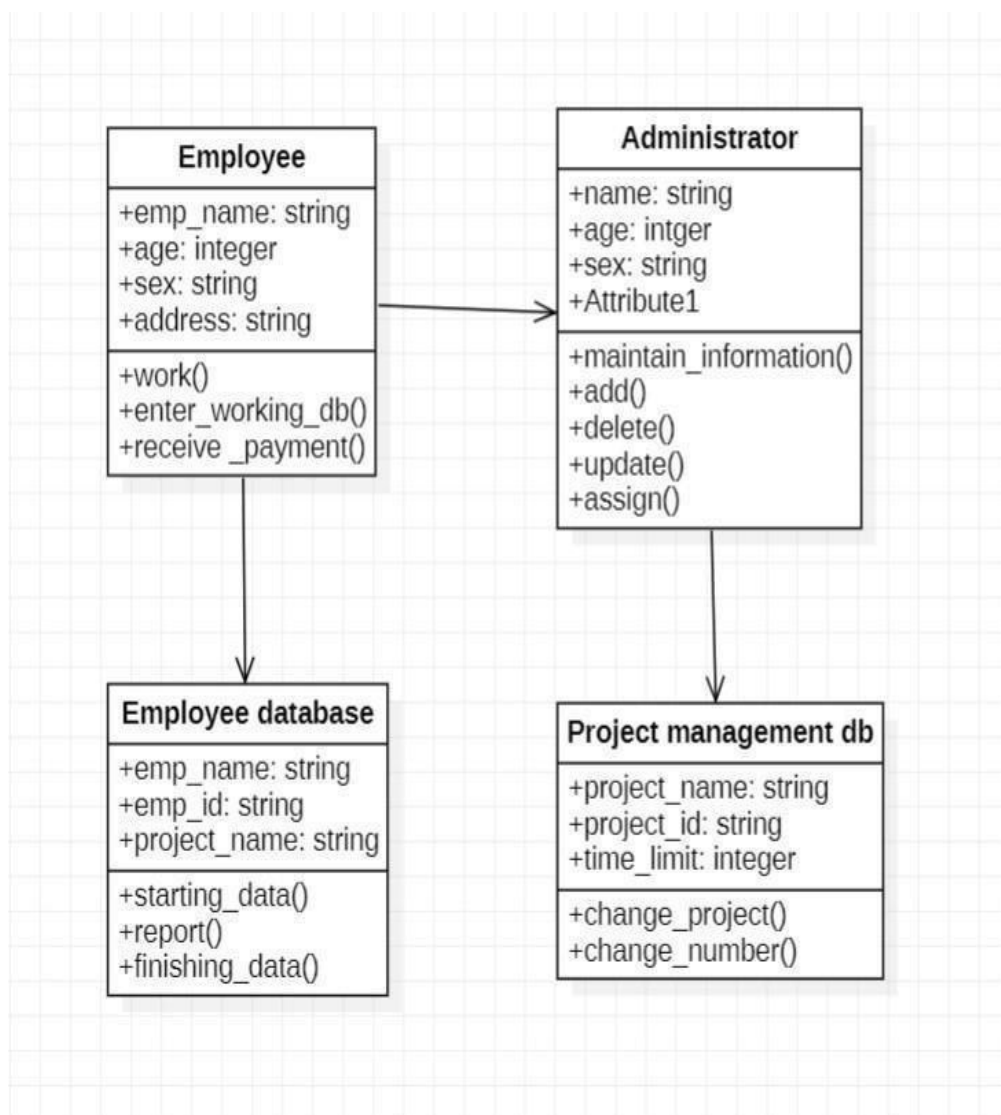 Employee
+emp_name: string
+age: integer
+sex: string
+address: string
+work()
+enter_working_db()
+receive _payment()
Administrator
+name: string
+age: intger
+sex: string
+Attribute1
+maintain_information()
+add()
+delete()
+update()
+assign()
Employee database
+emp_name: string
+emp_id: string
+project_name: string
+starting_data()
+report()
+finishing_data()
Project management db
+project_name: string
+project_id: string
+time_limit: integer
+change_project()
+change_number()